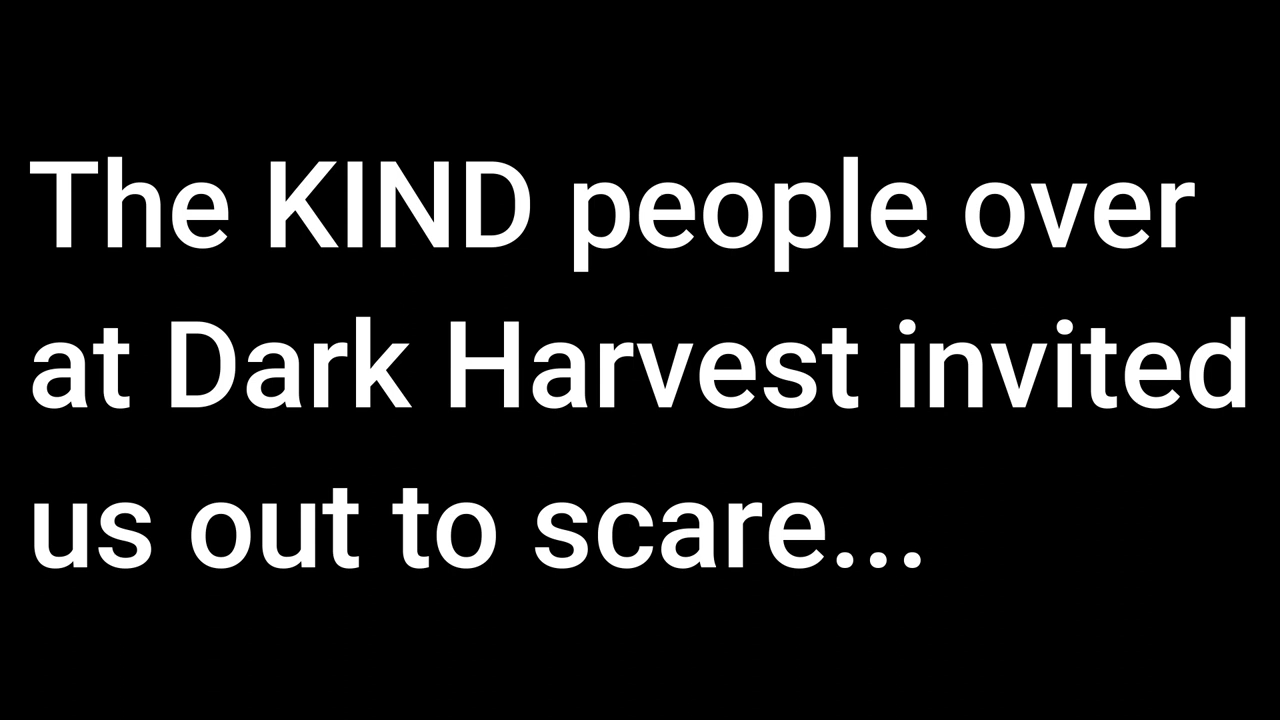 The KIND people over
at Dark Harvest invited
us out to scare...